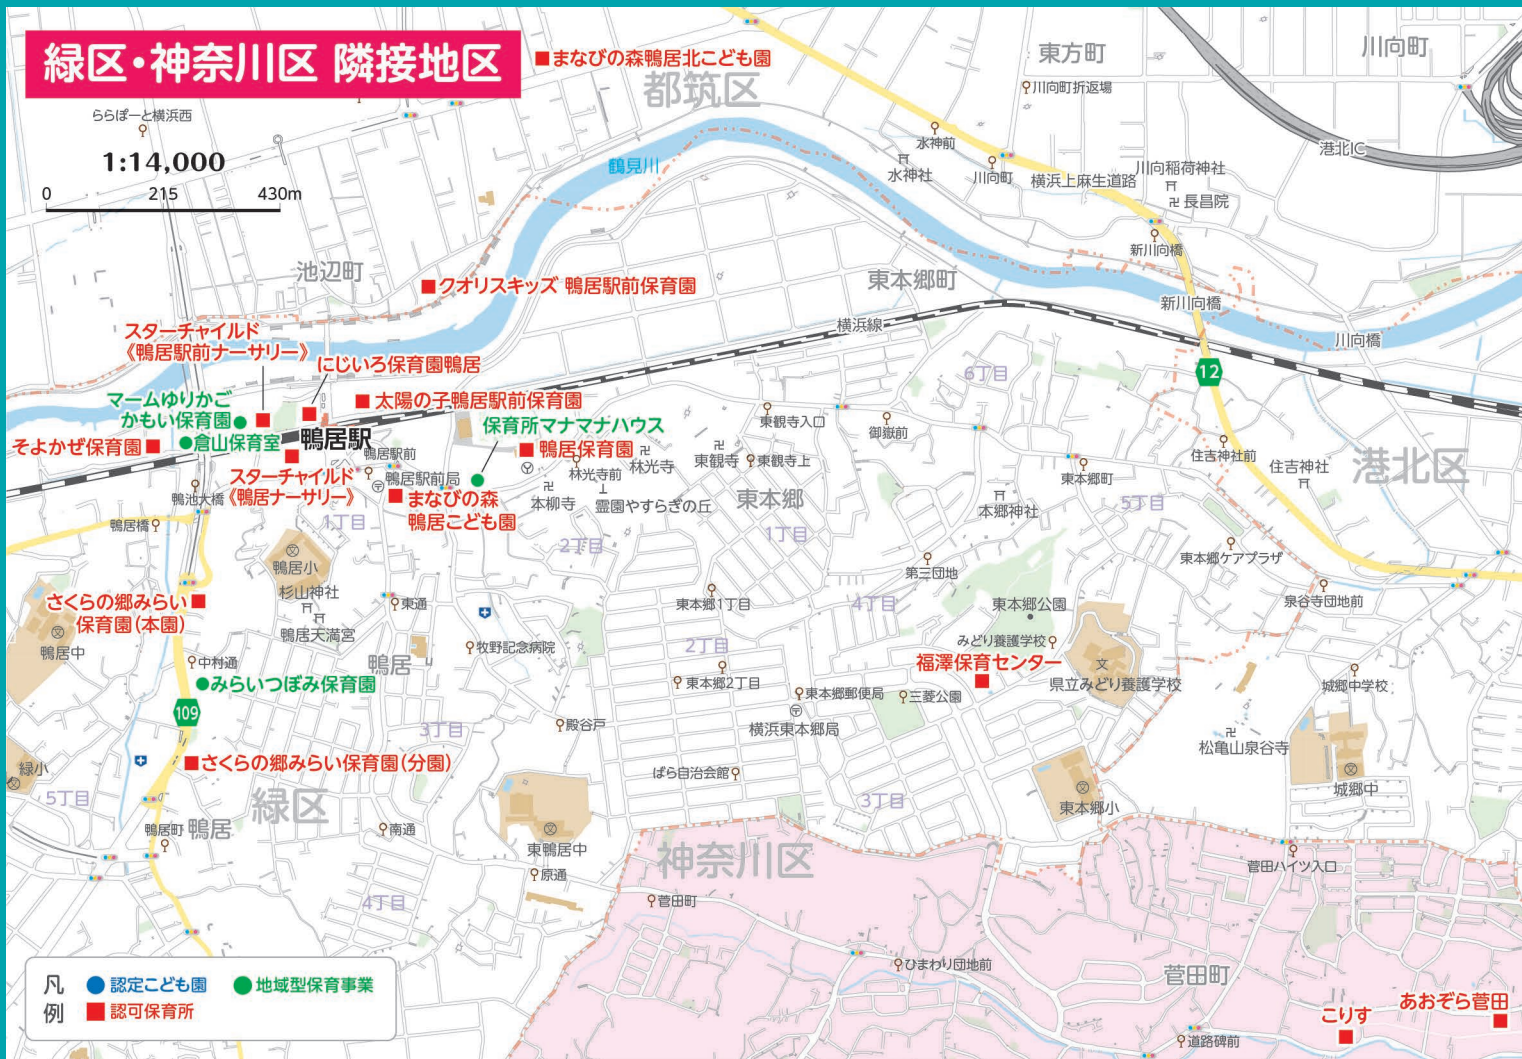 緑区・神奈川区 隣接地区
まなびの森鴨居北こども園
都筑区
東方町
川向町
川向町折返場
ららぽーと横浜西
1:14,000
0 215 430m
鶴見川
水神前
水神社
川向町
横浜上麻生道路
川向稲荷神社
長昌院
港北IC
新川向橋
池辺町
クオリスキッズ 鴨居駅前保育園
東本郷町
新川向橋
横浜線
川向橋
スターチャイルド
《鴨居駅前ナーサリー》
にじいろ保育園鴨居
6丁目
12
マームゆりかご
かもい保育園
太陽の子鴨居駅前保育園
保育所マナマナハウス
東観寺入口
御嶽前
そよかぜ保育園
倉山保育室
鴨居駅
鴨居駅前
鴨居保育園
林光寺
東観寺
東観寺上
住吉神社前
住吉神社
港北区
スターチャイルド
《鴨居ナーサリー》
鴨居駅前局
林光寺前
東本郷町
鴨池大橋
まなびの森
鴨居こども園
本柳寺
霊園やすらぎの丘
東本郷
本郷神社
5丁目
鴨居橋
1丁目
2丁目
1丁目
鴨居小
第三団地
東本郷ケアプラザ
杉山神社
さくらの郷みらい
保育園(本園)
東通
東本郷1丁目
4丁目
東本郷公園
泉谷寺団地前
鴨居天満宮
鴨居中
牧野記念病院
2丁目
みどり養護学校
中村通
鴨居
福澤保育センター
みらいつぼみ保育園
東本郷2丁目
東本郷郵便局
三菱公園
県立みどり養護学校
城郷中学校
109
3丁目
殿谷戸
横浜東本郷局
松亀山泉谷寺
さくらの郷みらい保育園(分園)
ばら自治会館
緑小
5丁目
緑区
3丁目
東本郷小
城郷中
鴨居町
鴨居
南通
東鴨居中
神奈川区
菅田ハイツ入口
原通
4丁目
菅田町
ひまわり団地前
菅田町
凡例
認定こども園
地域型保育事業
認可保育所
こりす
あおぞら菅田
道路碑前